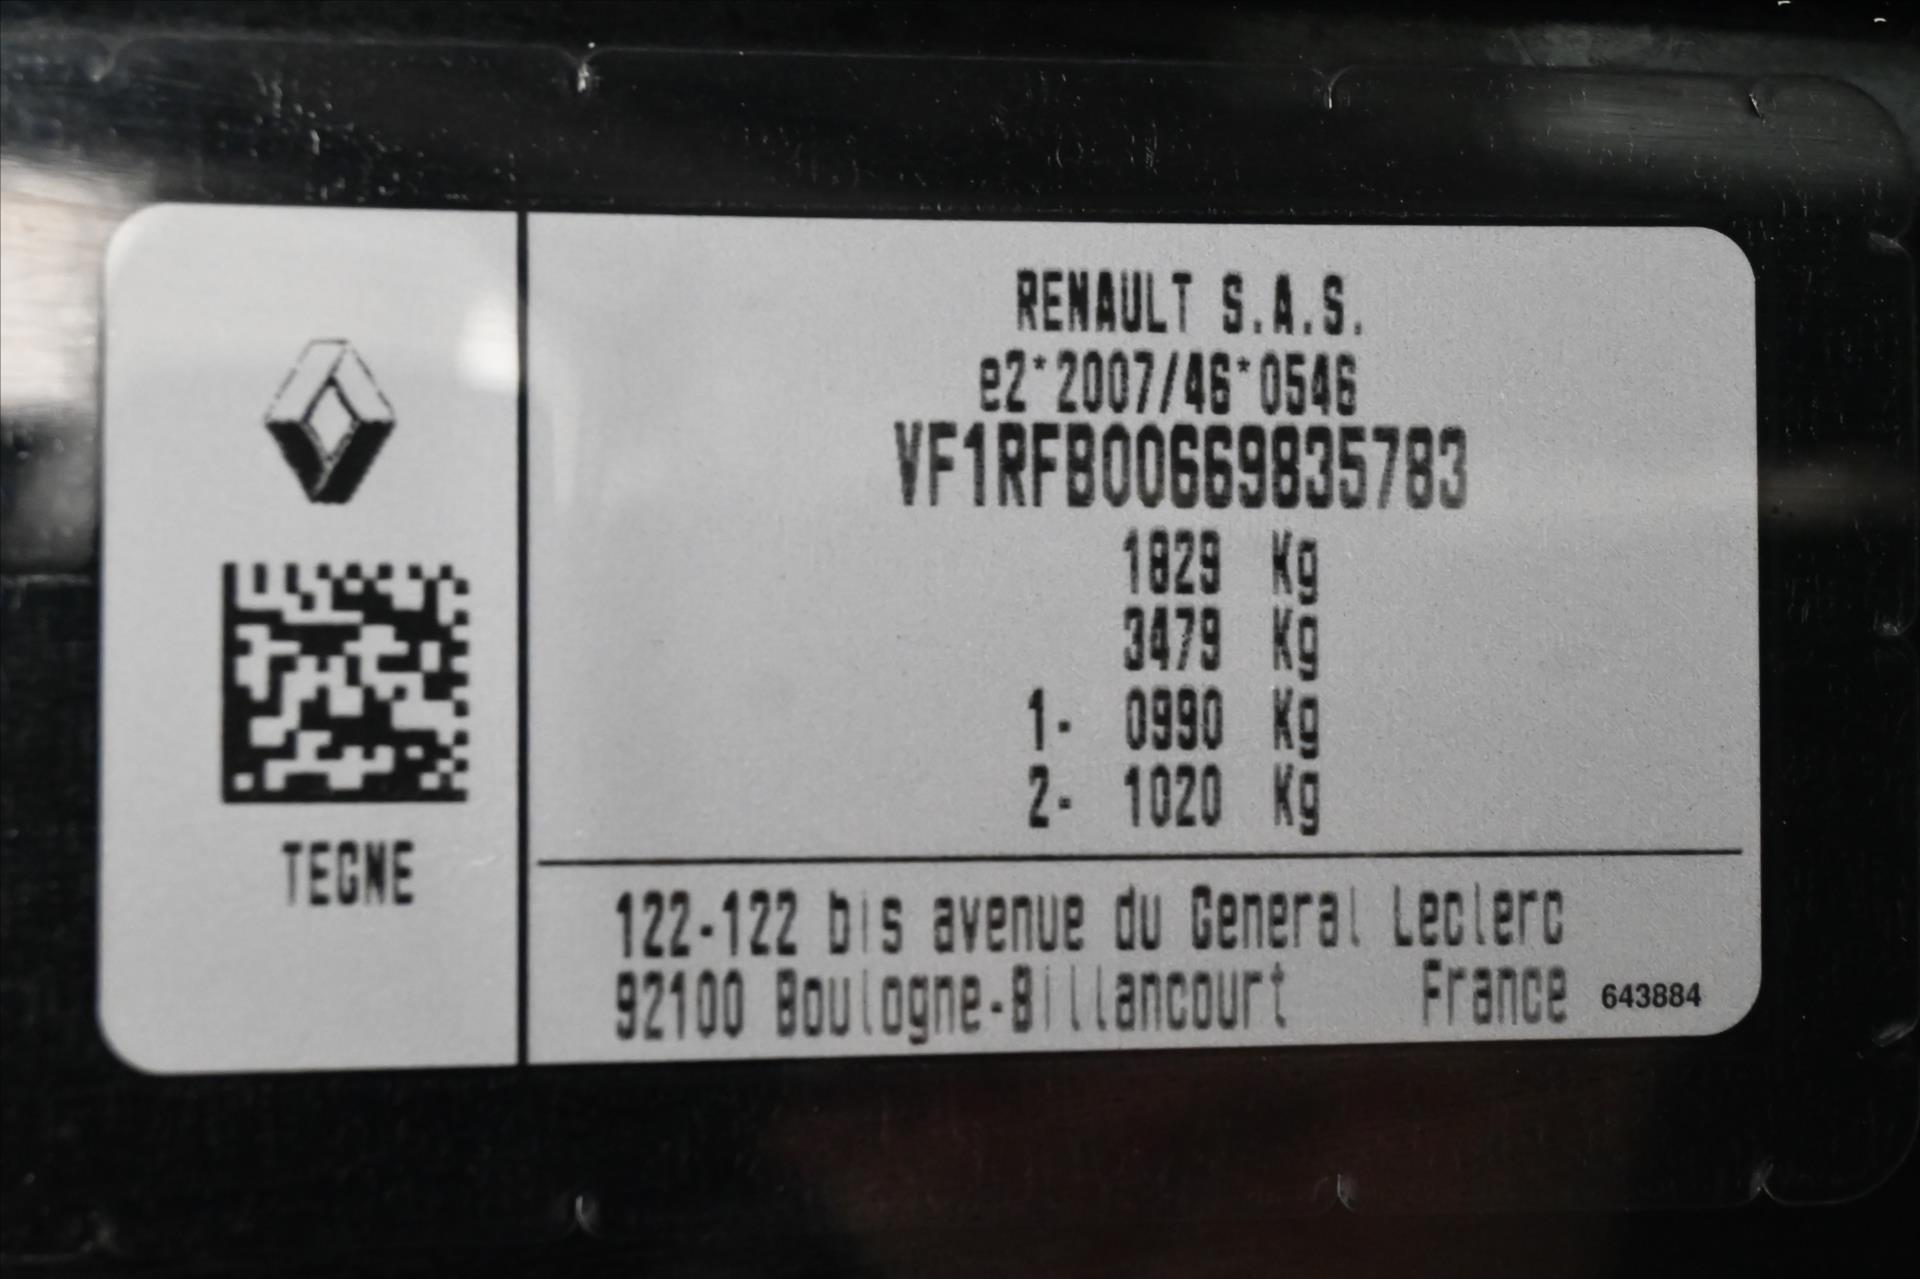 RENAULT S.A.S.
e2*2007/46*0546
VF1RFB00669835783
1829 Kg
3479 Kg
1- 0990 Kg
2- 1020 Kg
TEGNE
122-122 bis avenue du General Leclerc
92100 Boulogne-Billancourt France 643884